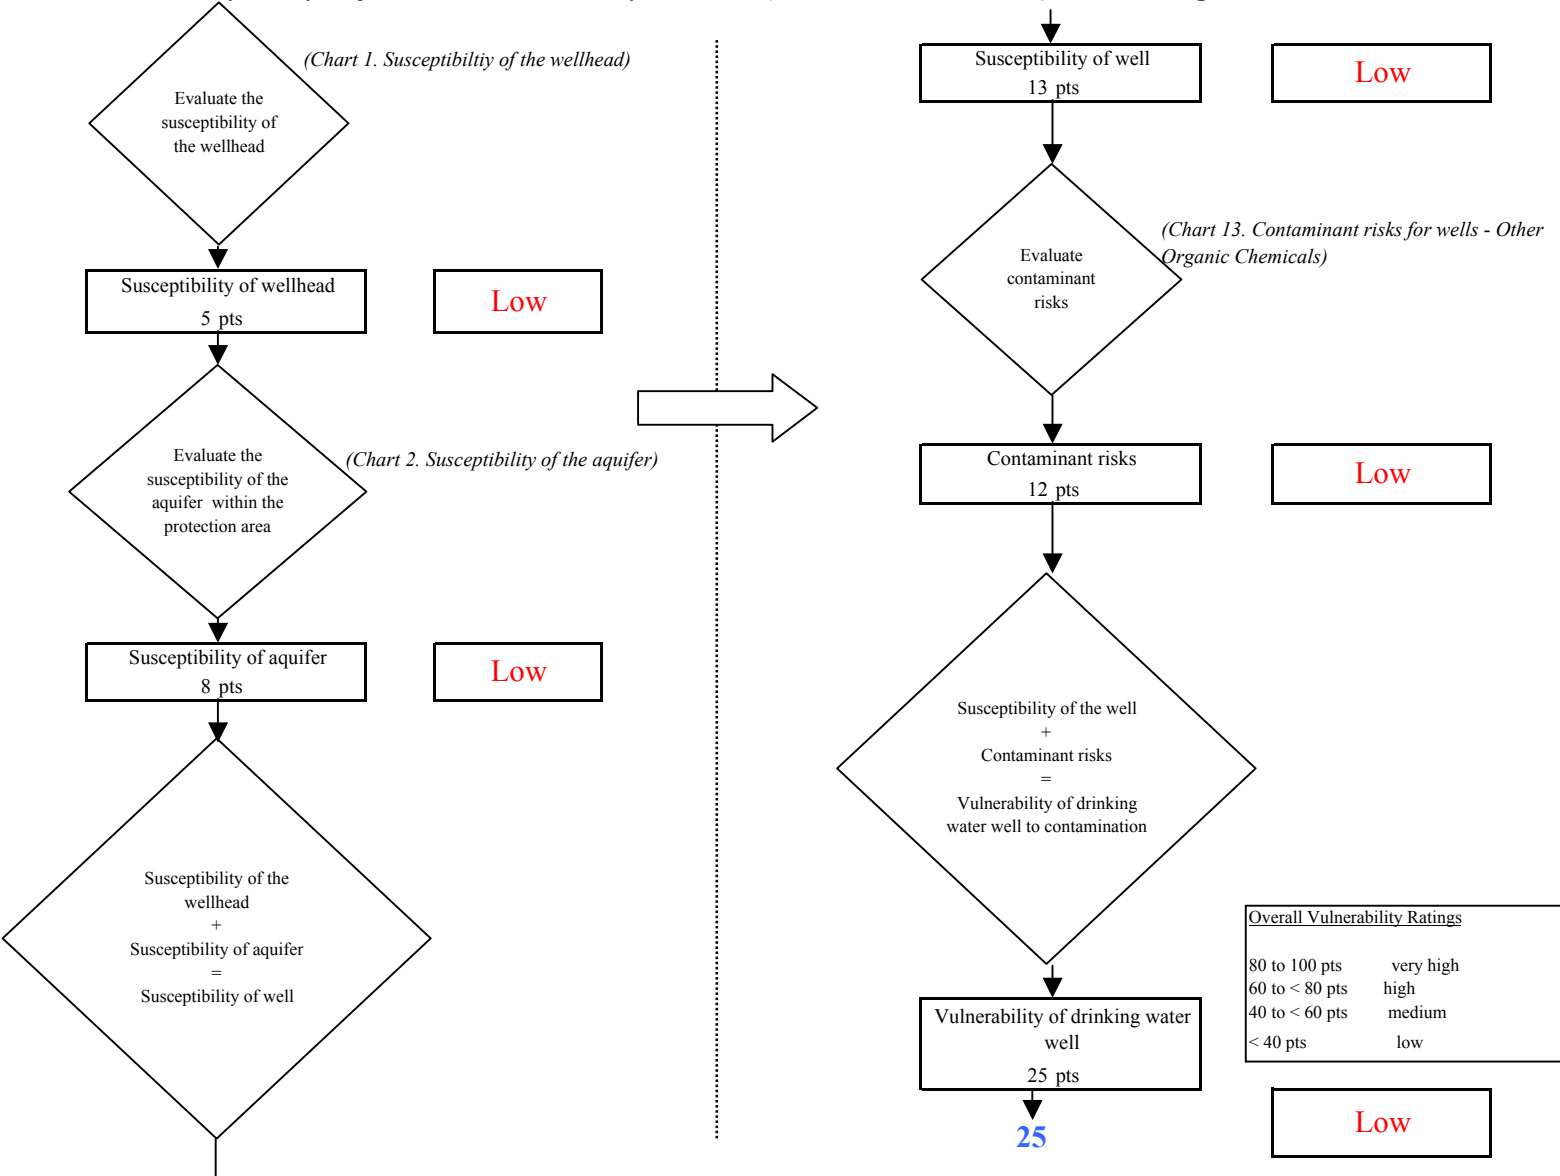 (Chart 1. Susceptibiltiy of the wellhead)
Evaluate the
susceptibility of
the wellhead
Susceptibility of wellhead
5 pts
Low
(Chart 2. Susceptibility of the aquifer)
Evaluate the
susceptibility of the
aquifer within the
protection area
Susceptibility of aquifer
8 pts
Low
Susceptibility of the
wellhead
+
Susceptibility of aquifer
=
Susceptibility of well
Susceptibility of well
13 pts
Low
(Chart 13. Contaminant risks for wells - Other
Organic Chemicals)
Evaluate
contaminant
risks
Contaminant risks
12 pts
Low
Susceptibility of the well
+
Contaminant risks
=
Vulnerability of drinking
water well to contamination
Overall Vulnerability Ratings
80 to 100 pts very high
60 to < 80 pts high
40 to < 60 pts medium
< 40 pts low
Vulnerability of drinking water
well
25 pts
25
Low